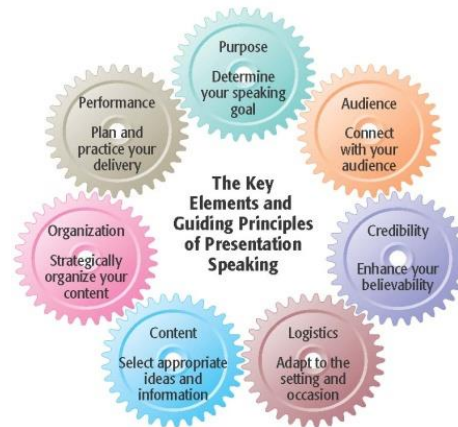 Purpose
Determine
your speaking
goal
Audience
Connect
with your
audience
Credibility
Enhance your
believability
Logistics
Adapt to the
setting and
occasion
Content
Select appropriate
ideas and
information
Organization
Strategically
organize your
content
Performance
Plan and
practice your
delivery
The Key
Elements and
Guiding Principles
of Presentation
Speaking